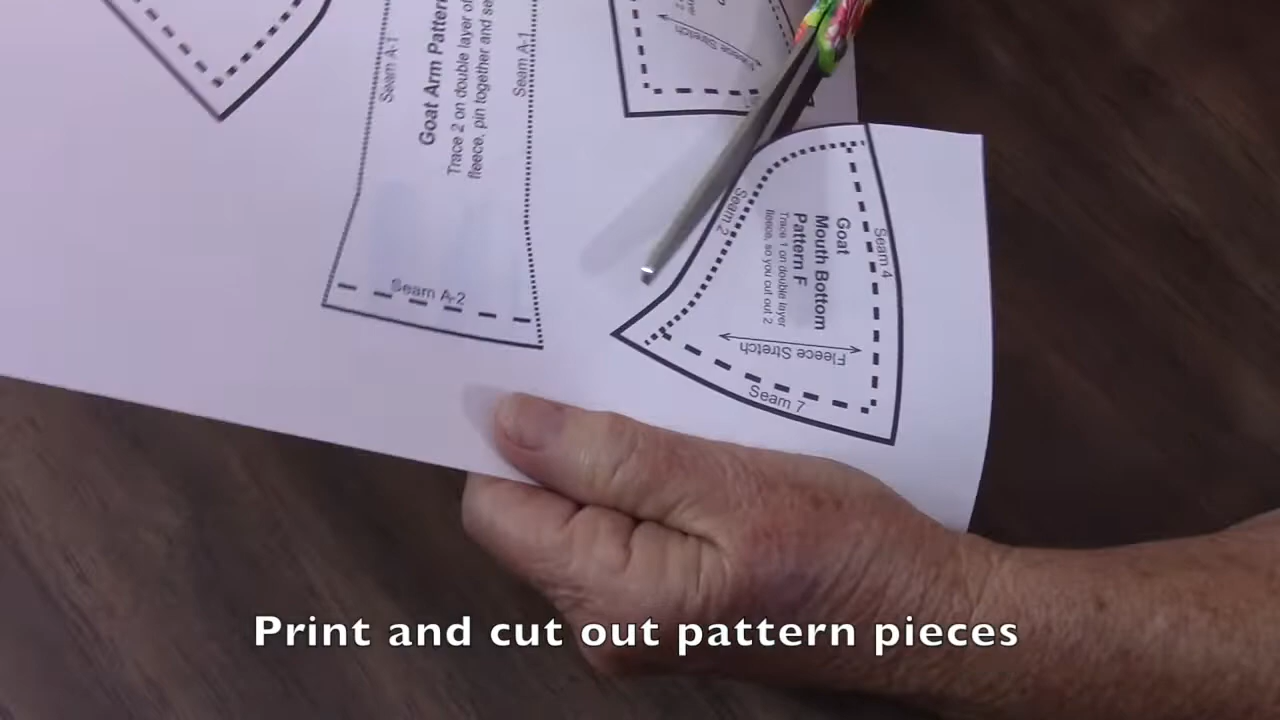 Seam A-1
Goat Arm Pattern
Trace 2 on double layer of
fleece, pin together and
Seam A-1
Seam A-2
Fleece Stretch
Seam 2
Goat
Mouth Bottom
Pattern F
Trace 1 on double layer
fleece, so you cut out 2
Seam 4
Fleece Stretch
Seam 7
Print and cut out pattern pieces